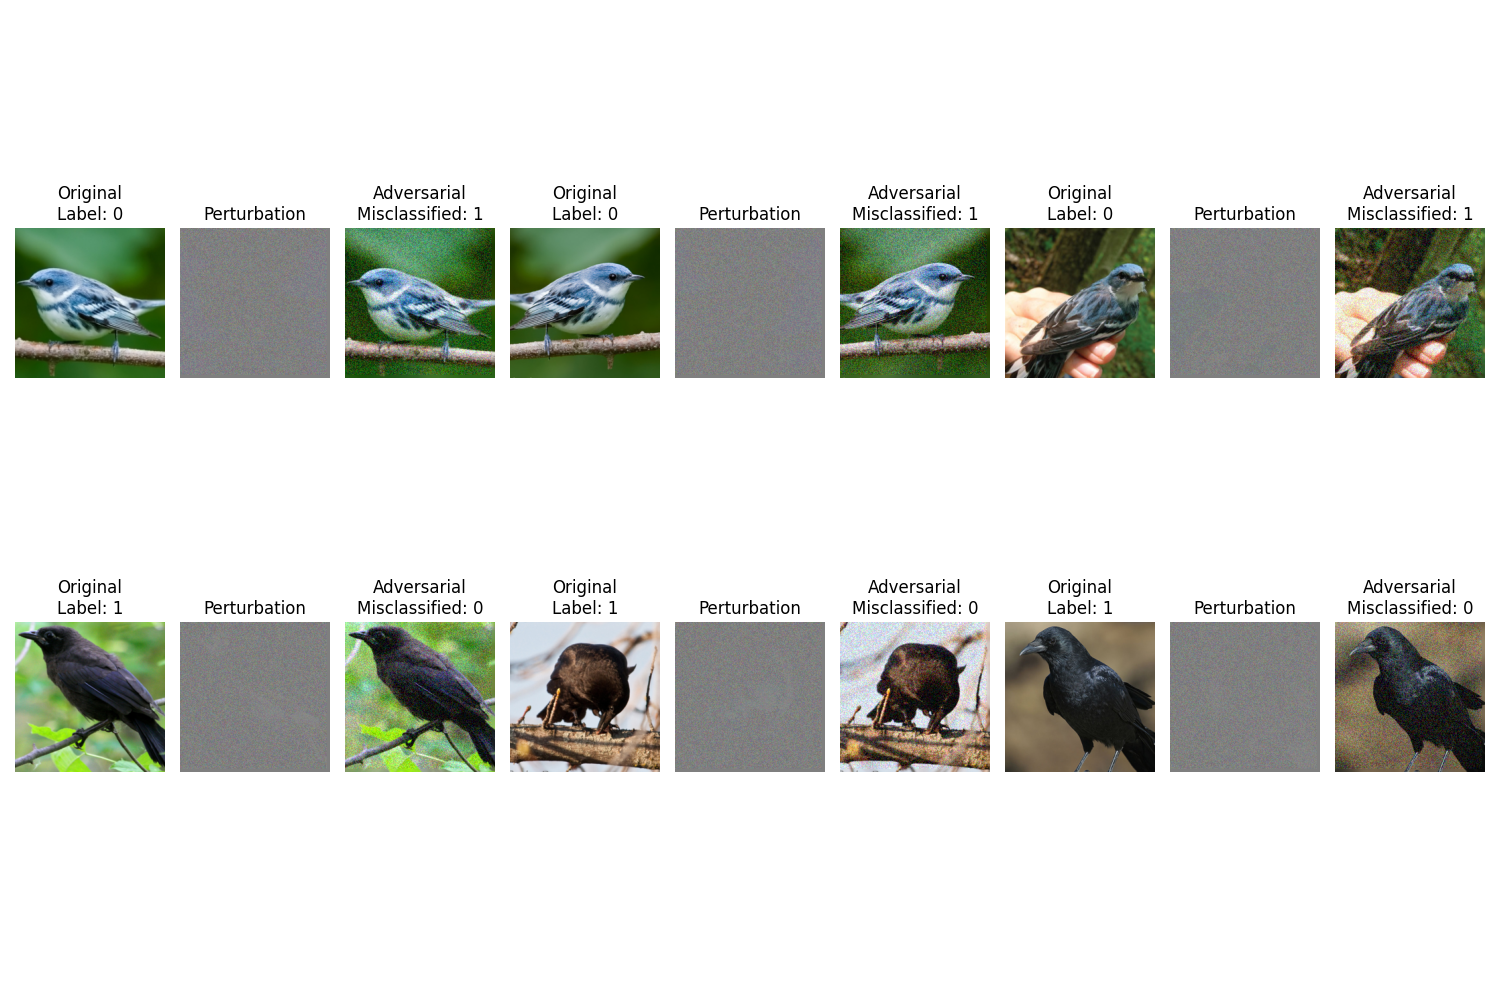 Original
Label: 0
Perturbation
Adversarial
Misclassified: 1
Original
Label: 0
Perturbation
Adversarial
Misclassified: 1
Original
Label: 0
Perturbation
Adversarial
Misclassified: 1
Original
Label: 1
Perturbation
Adversarial
Misclassified: 0
Original
Label: 1
Perturbation
Adversarial
Misclassified: 0
Original
Label: 1
Perturbation
Adversarial
Misclassified: 0